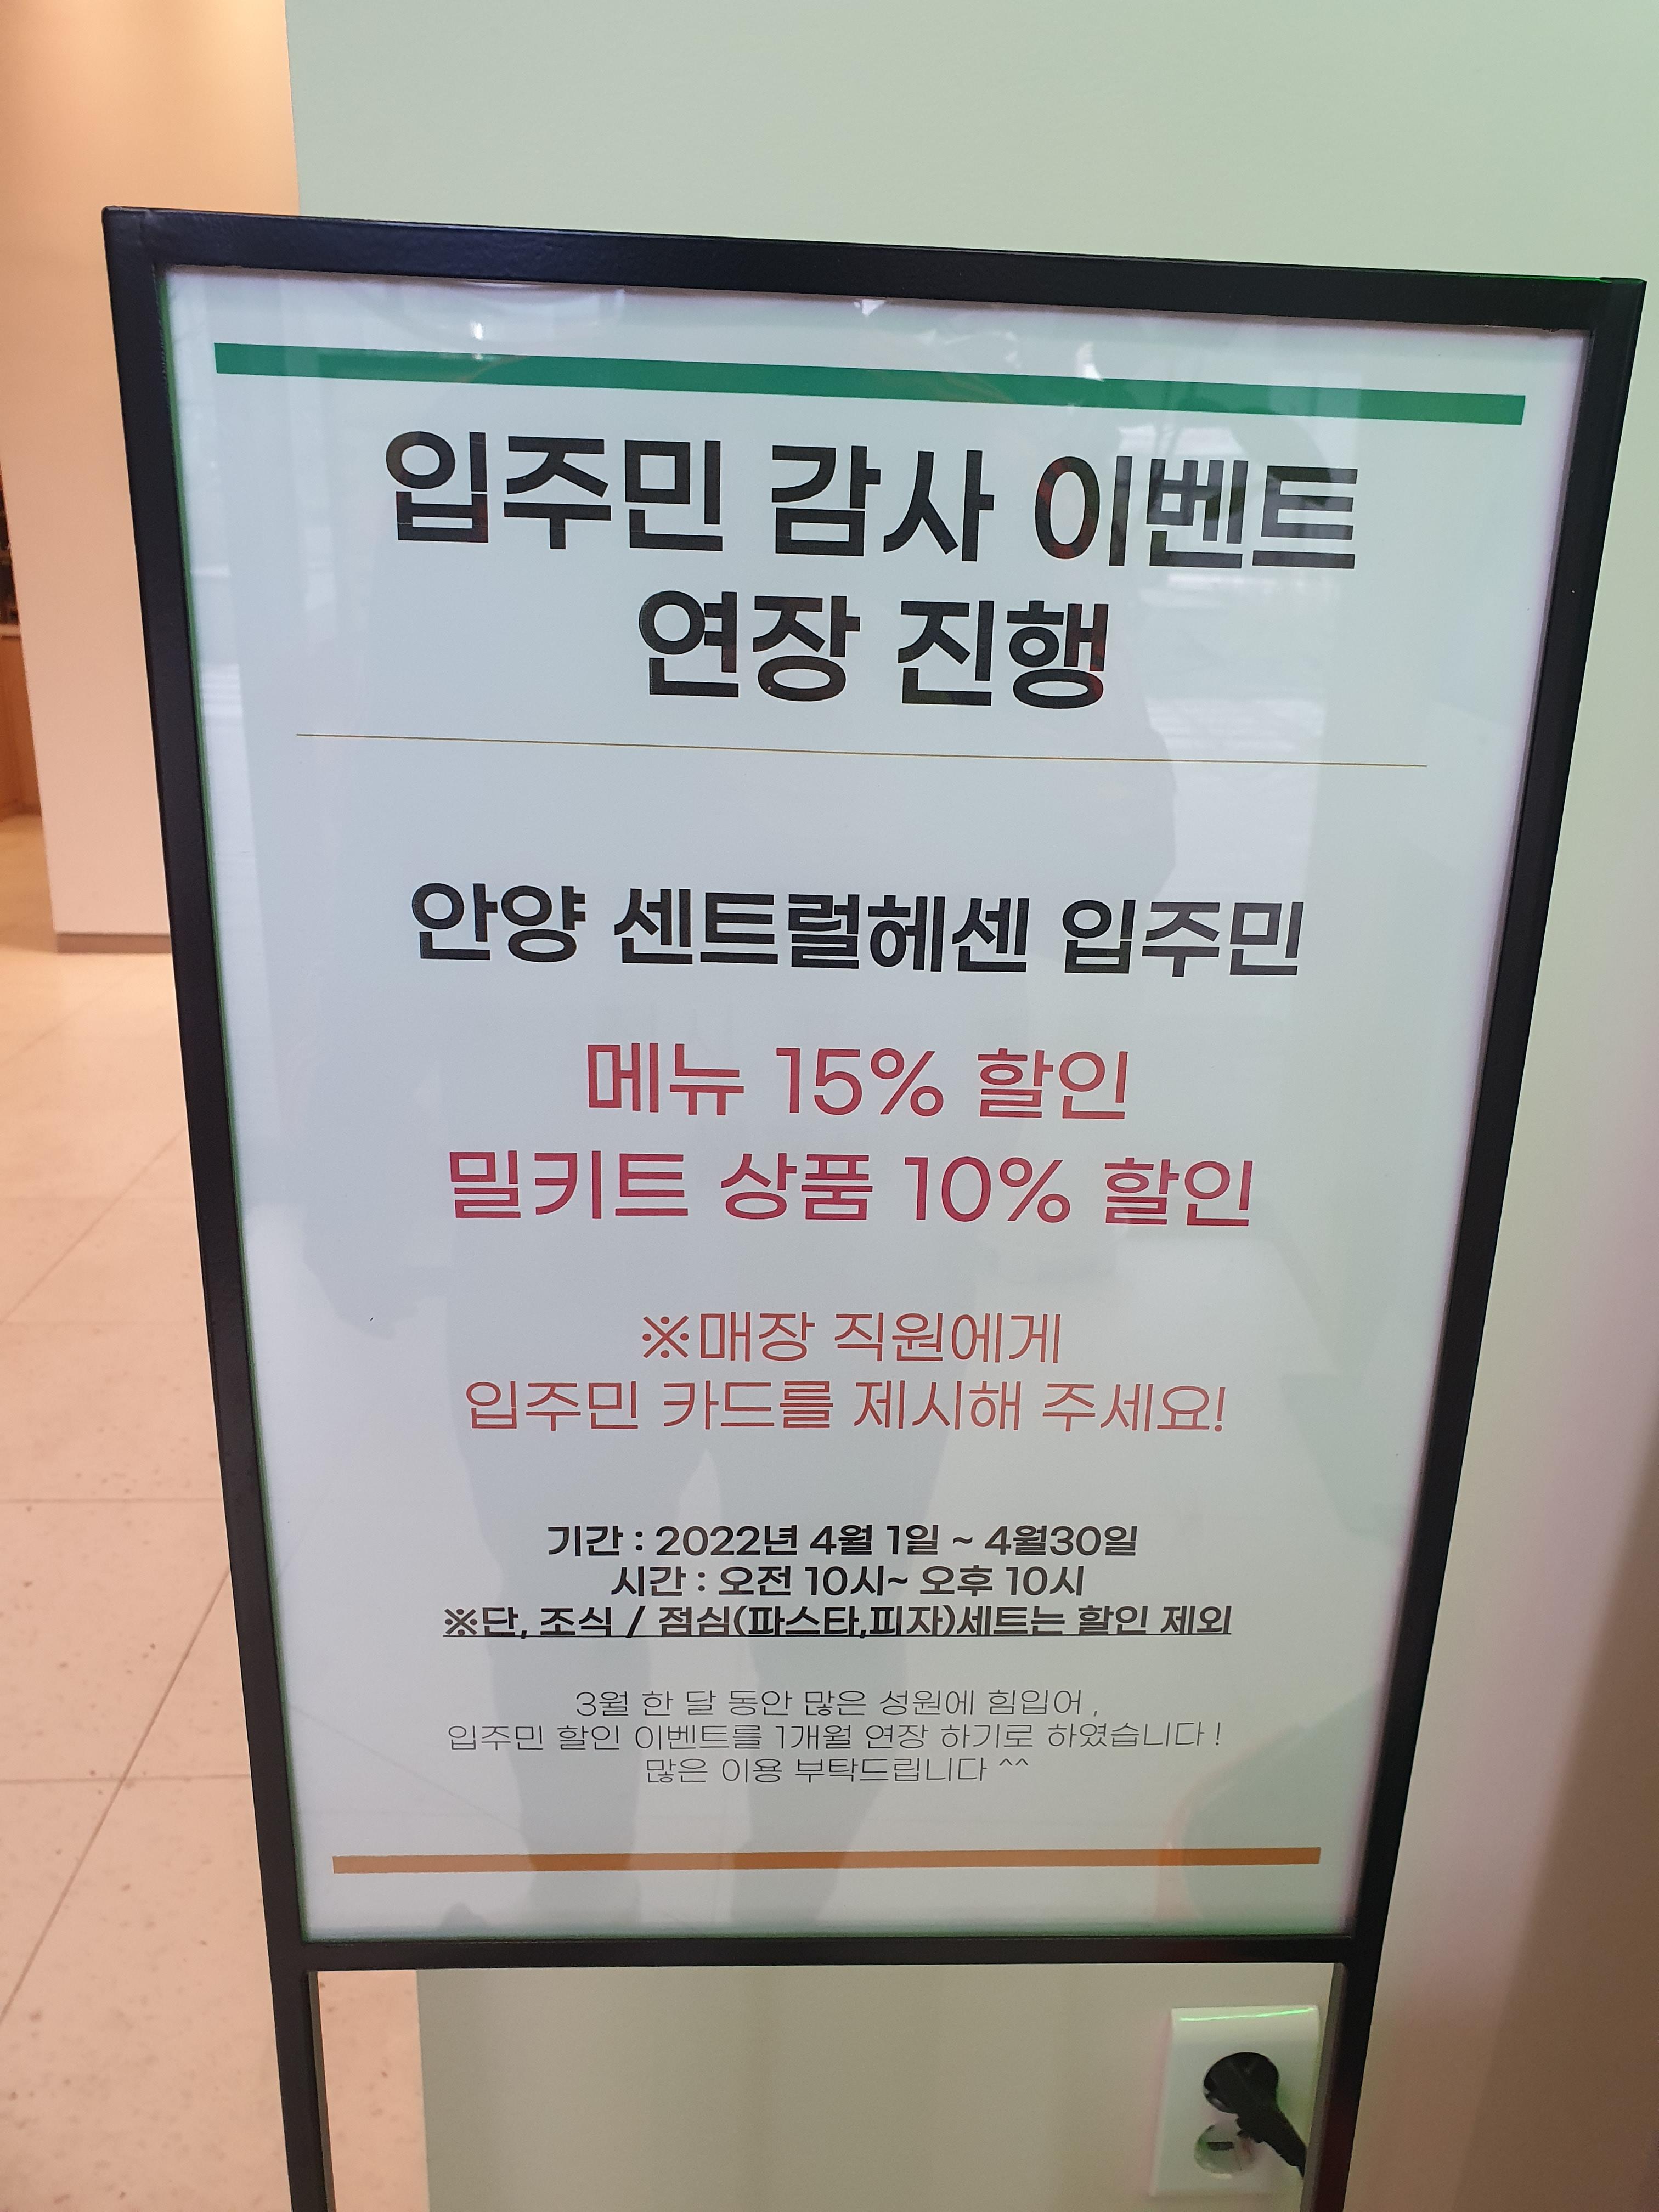 입주민 감사 이벤트
연장 진행
안양 센트럴헤센 입주민
메뉴 15% 할인
밀키트 상품 10% 할인
※매장 직원에게
입주민 카드를 제시해 주세요!
기간 : 2022년 4월 1일 ~ 4월30일
시간 : 오전 10시~ 오후 10시
※단, 조식 / 점심(파스타,피자)세트는 할인 제외
3월 한 달 동안 많은 성원에 힘입어 ,
입주민 할인 이벤트를 1개월 연장 하기로 하였습니다 !
많은 이용 부탁드립니다 ^^